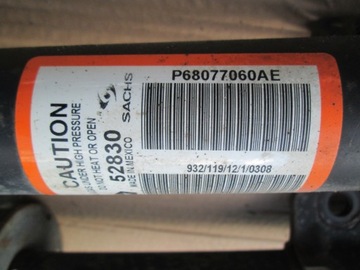 P68077060AE
SACHS
52830
MADE IN MEXICO
932/119/12/1/0308
CAUTION
UNDER HIGH PRESSURE
DO NOT HEAT OR OPEN